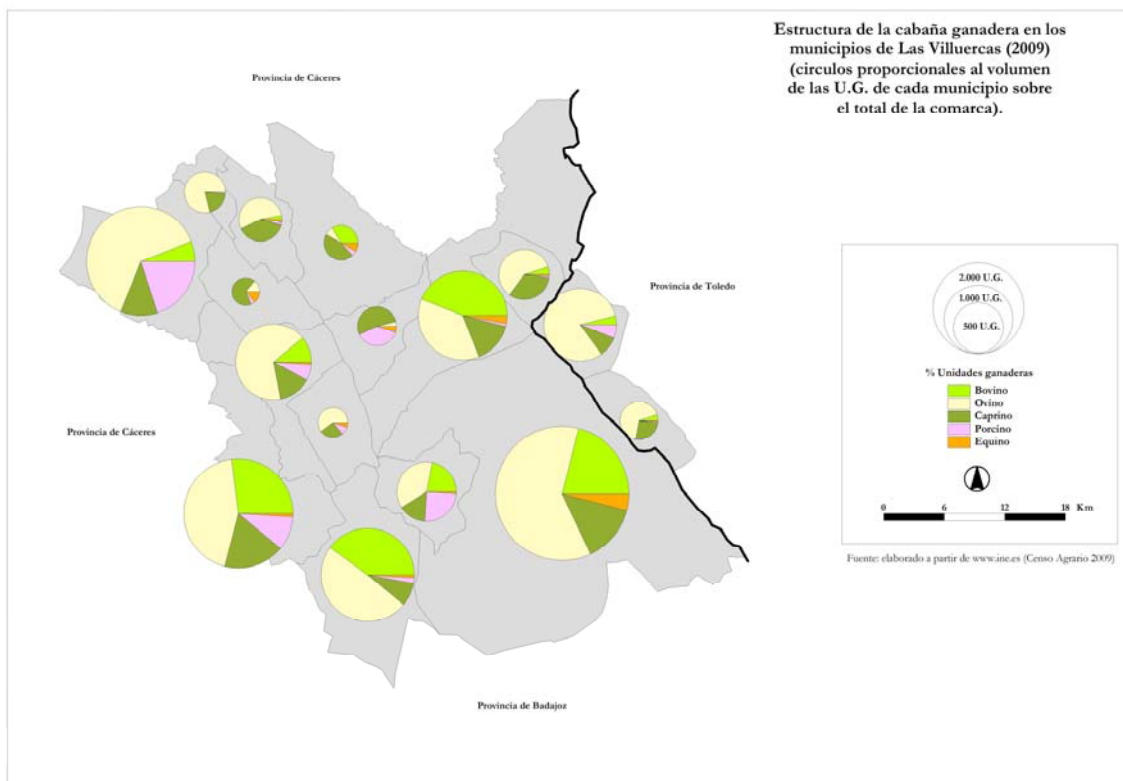 Estructura de la cabaña ganadera en los
municipios de Las Villuercas (2009)
(circulos proporcionales al volumen
de las U.G. de cada municipio sobre
el total de la comarca).
Provincia de Cáceres
Provincia de Toledo
Provincia de Cáceres
Provincia de Badajoz
2.000 U.G.
1.000 U.G.
500 U.G.
% Unidades ganaderas
Bovino
Ovino
Caprino
Porcino
Equino
0 6 12 18 Km
Fuente: elaborado a partir de www.ine.es (Censo Agrario 2009)